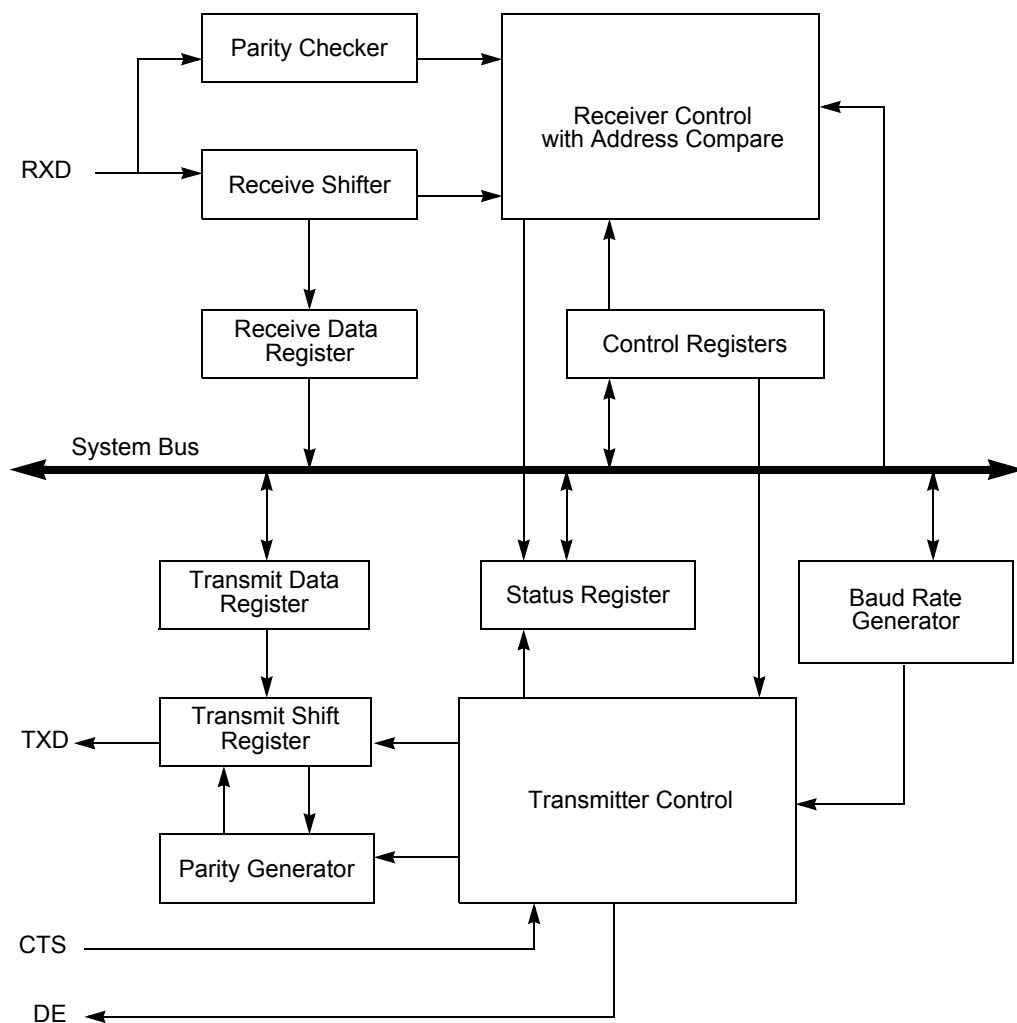 Parity Checker
Receiver Control
with Address Compare
RXD
Receive Shifter
Receive Data
Register
Control Registers
System Bus
Transmit Data
Register
Status Register
Baud Rate
Generator
Transmit Shift
Register
TXD
Transmitter Control
Parity Generator
CTS
DE